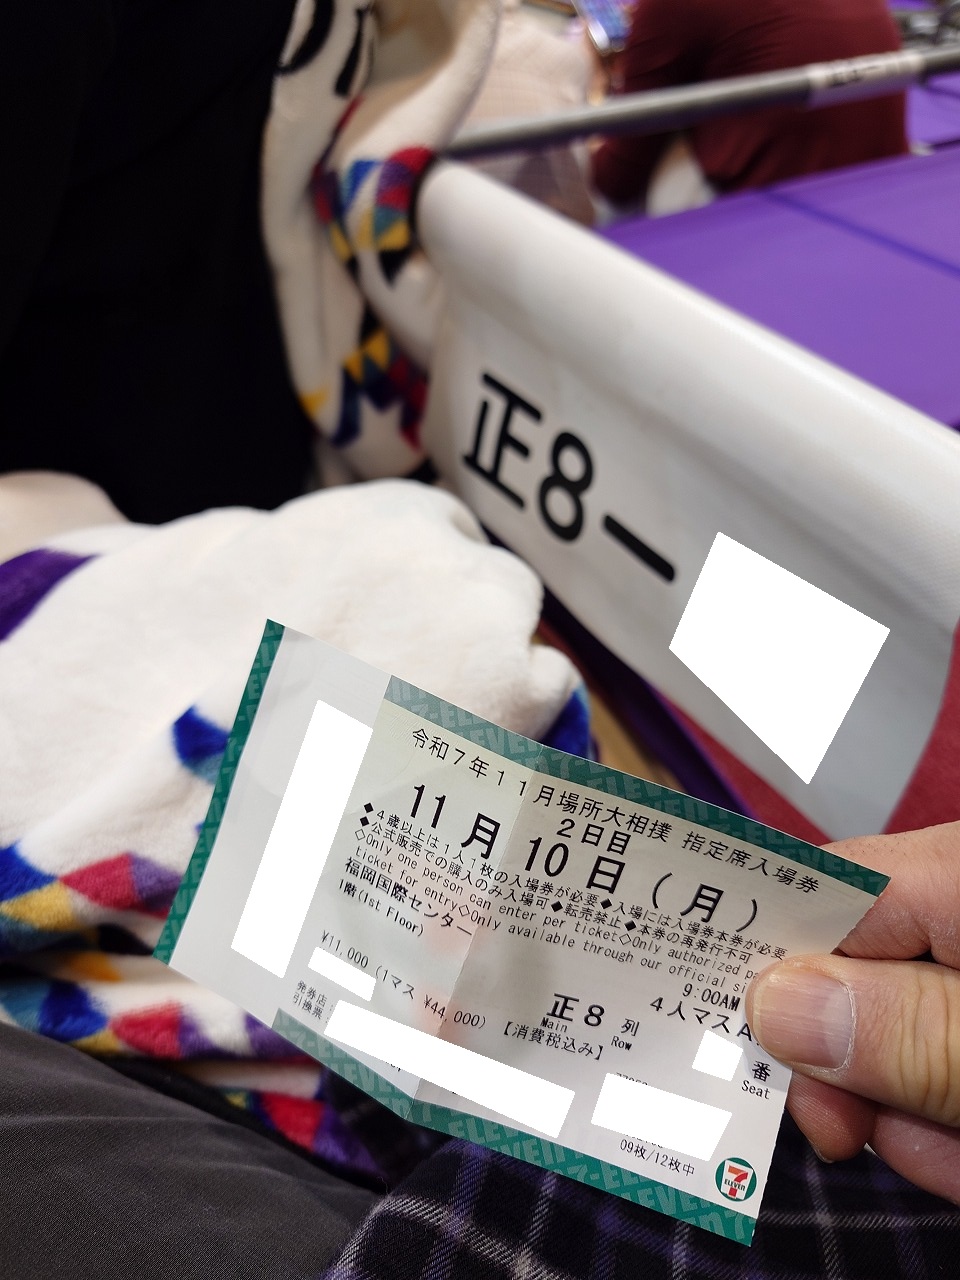 正8ー
令和7年11月場所大相撲 指定席入場券
2日目
11月10日(月)
◆4歳以上は1人1枚の入場券が必要◆入場には入場券本券が必要
◆公式販売での購入のみ入場可◆転売禁止◆本券の再発行不可
◇Only one person can enter per ticket◇Only authorized pa
ticket for entry◇Only available through our official si
福岡国際センター
1階(1st Floor)
9:00AM
4人マスA
正8列
Main Row
番
Seat
¥11,000(1マス ¥44,000)【消費税込み】
発券店:
引換票
09枚/12枚中
7 ELEVEN